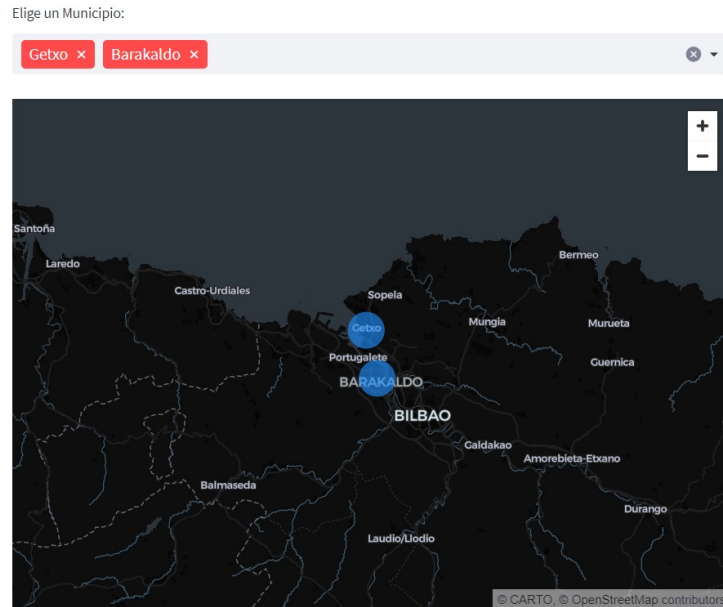 Elige un Municipio:
Getxo × Barakaldo ×
+
−
Santoña
Laredo
Bermeo
Castro-Urdiales
Sopela
Getxo
Mungia
Murueta
Portugalete
Guernica
BARAKALDO
BILBAO
Galdakao
Amorebieta-Etxano
Balmaseda
Durango
Laudio/Llodio
© CARTO, © OpenStreetMap contributors